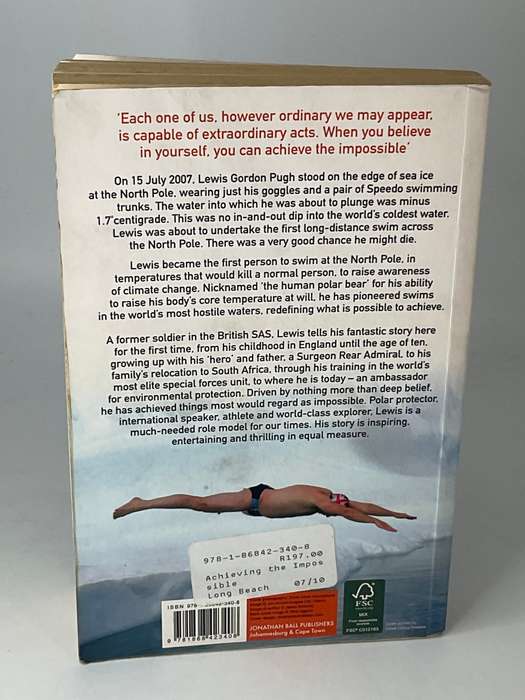 ‘Each one of us, however ordinary we may appear,
is capable of extraordinary acts. When you believe
in yourself, you can achieve the impossible’
On 15 July 2007, Lewis Gordon Pugh stood on the edge of sea ice
at the North Pole, wearing just his goggles and a pair of Speedo swimming
trunks. The water into which he was about to plunge was minus
1.7°centigrade. This was no in-and-out dip into the world's coldest water.
Lewis was about to undertake the first long-distance swim across
the North Pole. There was a very good chance he might die.
Lewis became the first person to swim at the North Pole, in
temperatures that would kill a normal person, to raise awareness
of climate change. Nicknamed 'the human polar bear' for his ability
to raise his body's core temperature at will, he has pioneered swims
in the world's most hostile waters, redefining what is possible to achieve.
A former soldier in the British SAS, Lewis tells his fantastic story here
for the first time, from his childhood in England until the age of ten,
growing up with his 'hero' and father, a Surgeon Rear Admiral, to his
family's relocation to South Africa, through his training in the world's
most elite special forces unit, to where he is today – an ambassador
for environmental protection. Driven by nothing more than deep belief,
he has achieved things most would regard as impossible. Polar protector,
international speaker, athlete and world-class explorer, Lewis is a
much-needed role model for our times. His story is inspiring,
entertaining and thrilling in equal measure.
978-1-86842-340-8
R197.00
Achieving the Impos
sible
Long Beach 07/10
ISBN 978
340-8
9 781868 423408
JONATHAN BALL PUBLISHERS
Johannesburg & Cape Town
FSC
MIX